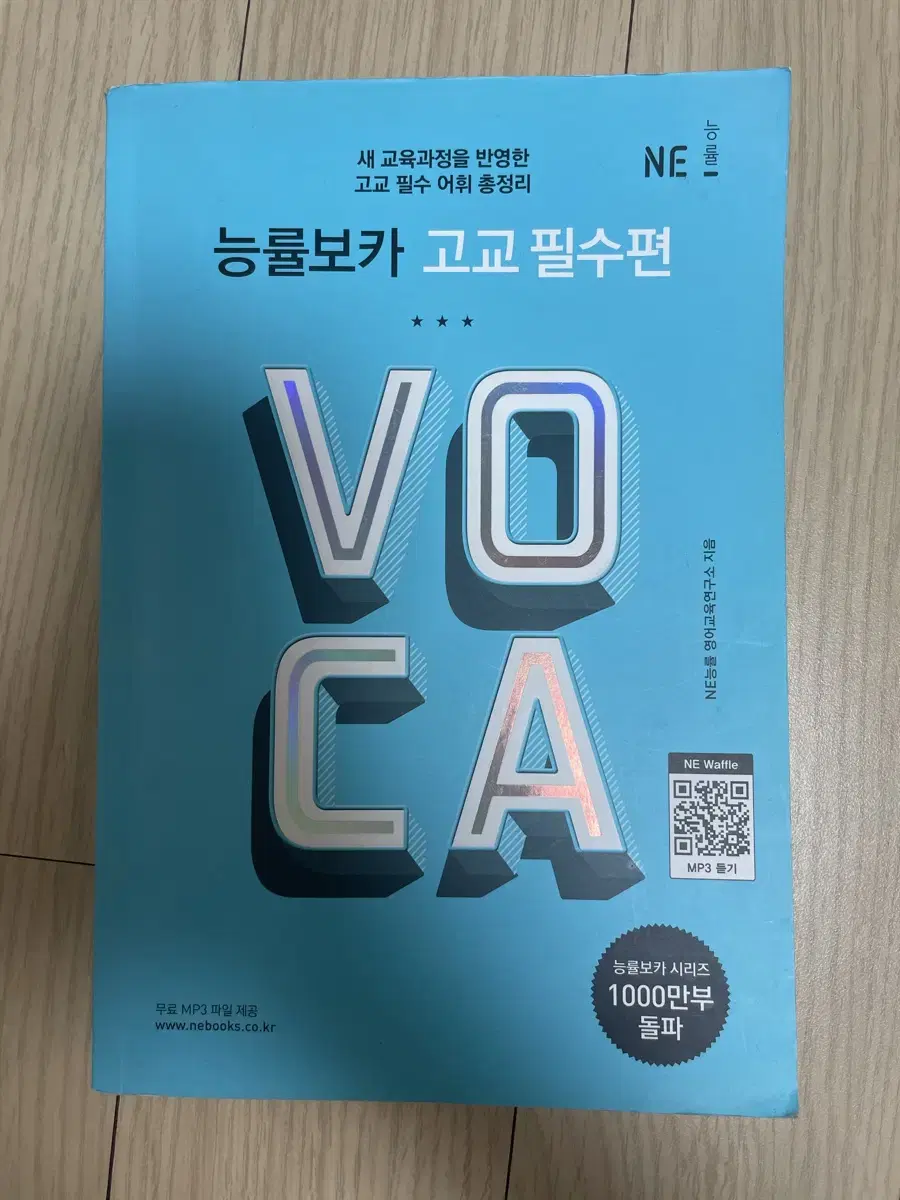 새 교육과정을 반영한
고교 필수 어휘 총정리
NE 능률
능률보카 고교 필수편
VO
CA
NE능률 영어교육연구소 지음
NE Waffle
MP3 듣기
능률보카 시리즈
1000만부
돌파
무료 MP3 파일 제공
www.nebooks.co.kr